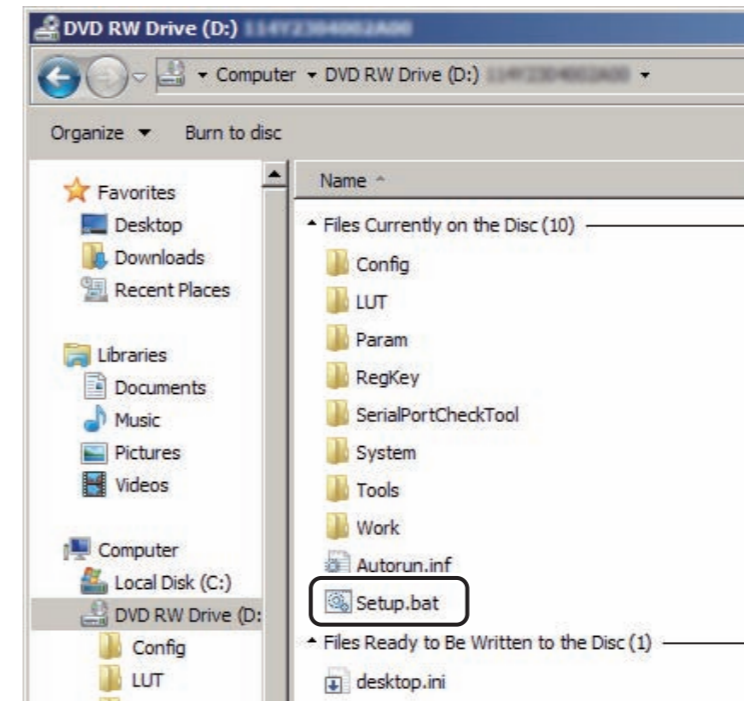 DVD RW Drive (D:)
Computer DVD RW Drive (D:)
Organize Burn to disc
Favorites
Desktop
Downloads
Recent Places
Libraries
Documents
Music
Pictures
Videos
Computer
Local Disk (C:)
DVD RW Drive (D:
Config
LUT
Name
Files Currently on the Disc (10)
Config
LUT
Param
RegKey
SerialPortCheckTool
System
Tools
Work
Autorun.inf
Setup.bat
Files Ready to Be Written to the Disc (1)
desktop.ini